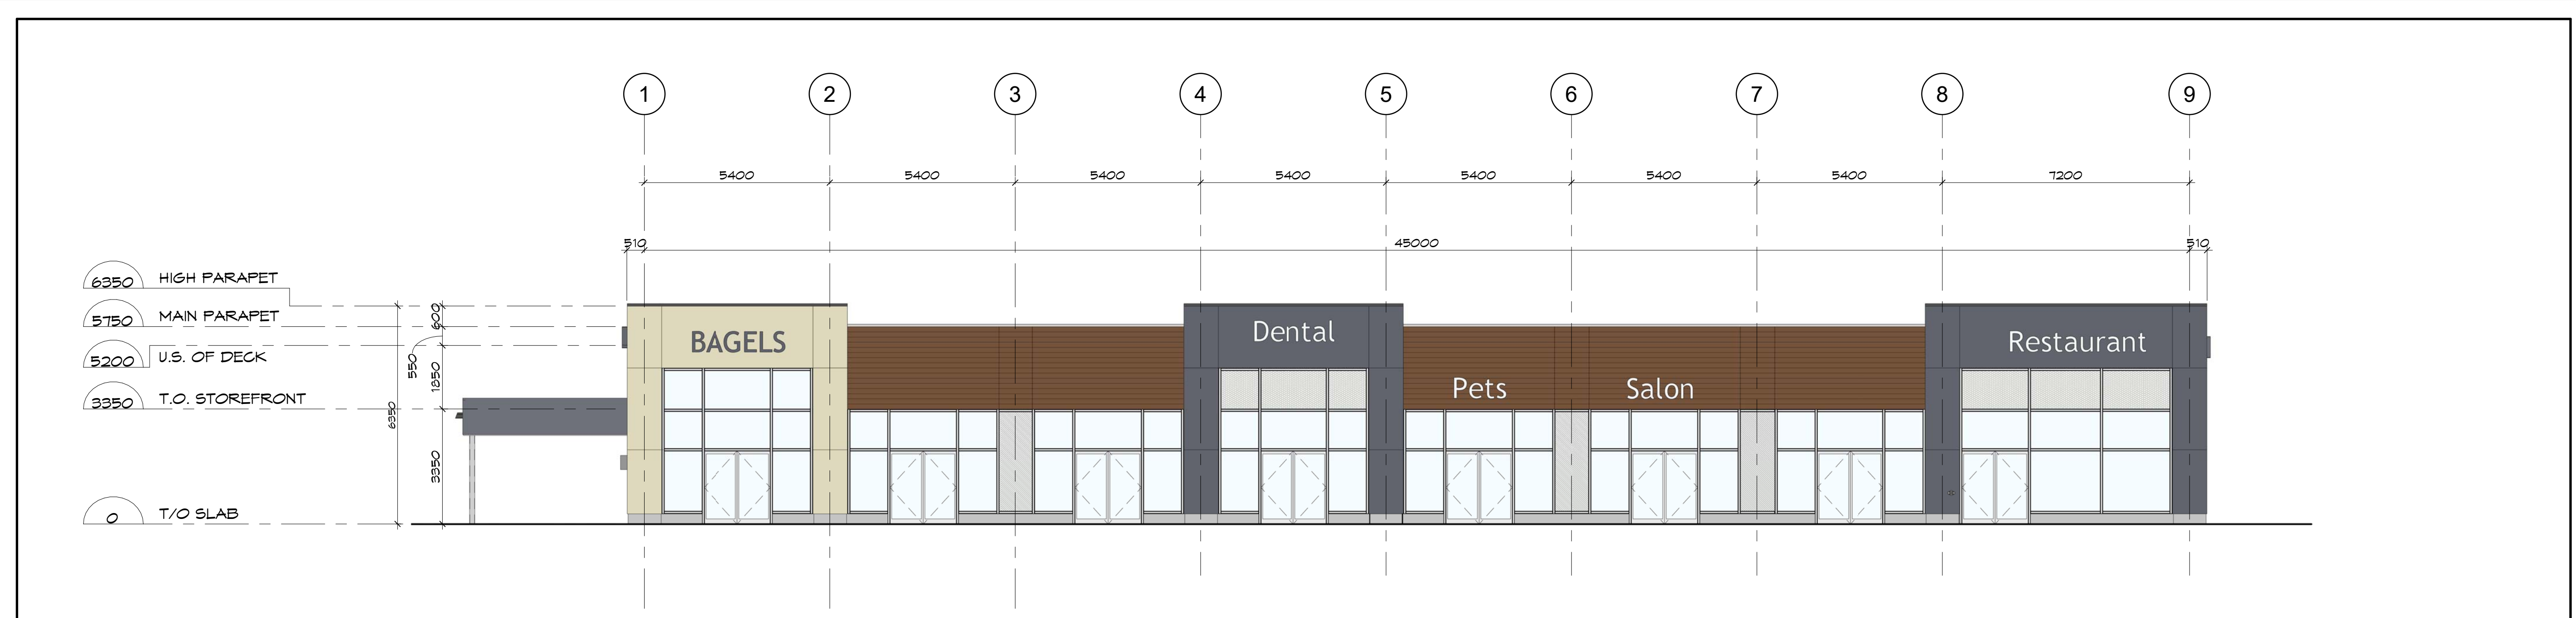 1 2 3 4 5 6 7 8 9
5400 5400 5400 5400 5400 5400 5400 7200
510 45000 510
6350 HIGH PARAPET
5750 MAIN PARAPET
5200 U.S. OF DECK
3350 T.O. STOREFRONT
0 T/O SLAB
600
550
1850
6350
3350
BAGELS
Dental
Pets
Salon
Restaurant